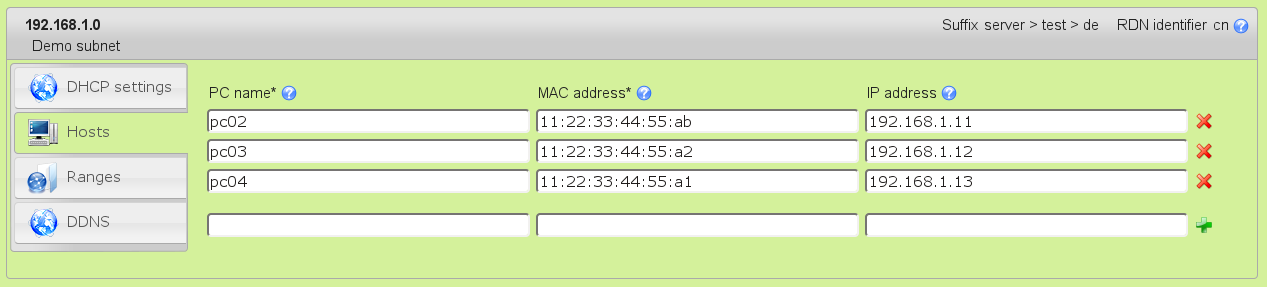 192.168.1.0 Suffix server > test > de RDN identifier cn
Demo subnet
DHCP settings
Hosts
Ranges
DDNS
PC name* MAC address* IP address
pc02 11:22:33:44:55:ab 192.168.1.11
pc03 11:22:33:44:55:a2 192.168.1.12
pc04 11:22:33:44:55:a1 192.168.1.13